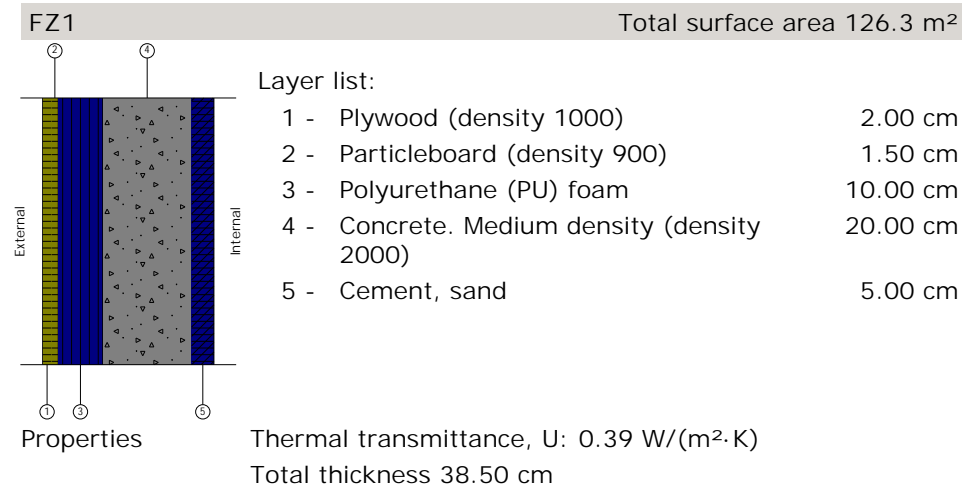 FZ1 Total surface area 126.3 m²
2 4
Layer list:
1 - Plywood (density 1000) 2.00 cm
2 - Particleboard (density 900) 1.50 cm
3 - Polyurethane (PU) foam 10.00 cm
4 - Concrete. Medium density (density 20.00 cm
2000)
5 - Cement, sand 5.00 cm
External
Internal
1 3 5
Properties Thermal transmittance, U: 0.39 W/(m²·K)
Total thickness 38.50 cm